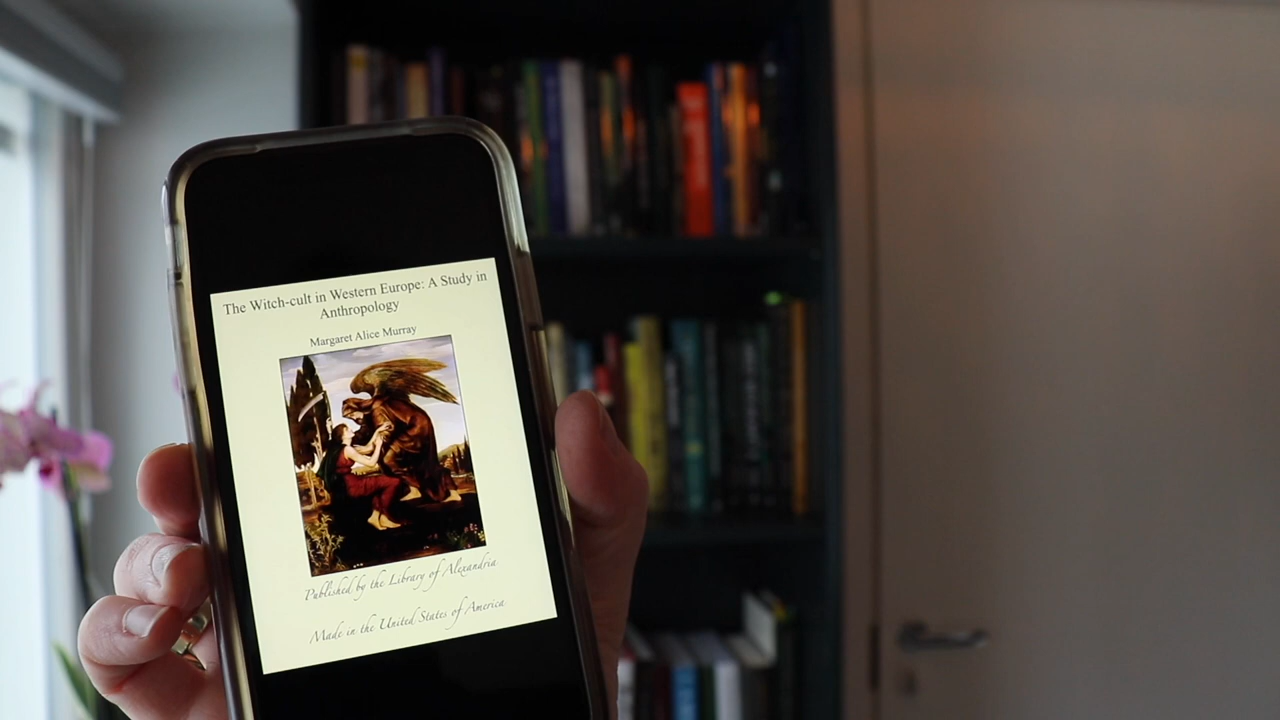 The Witch-cult in Western Europe: A Study in
Anthropology
Margaret Alice Murray
Published by the Library of Alexandria
Made in the United States of America